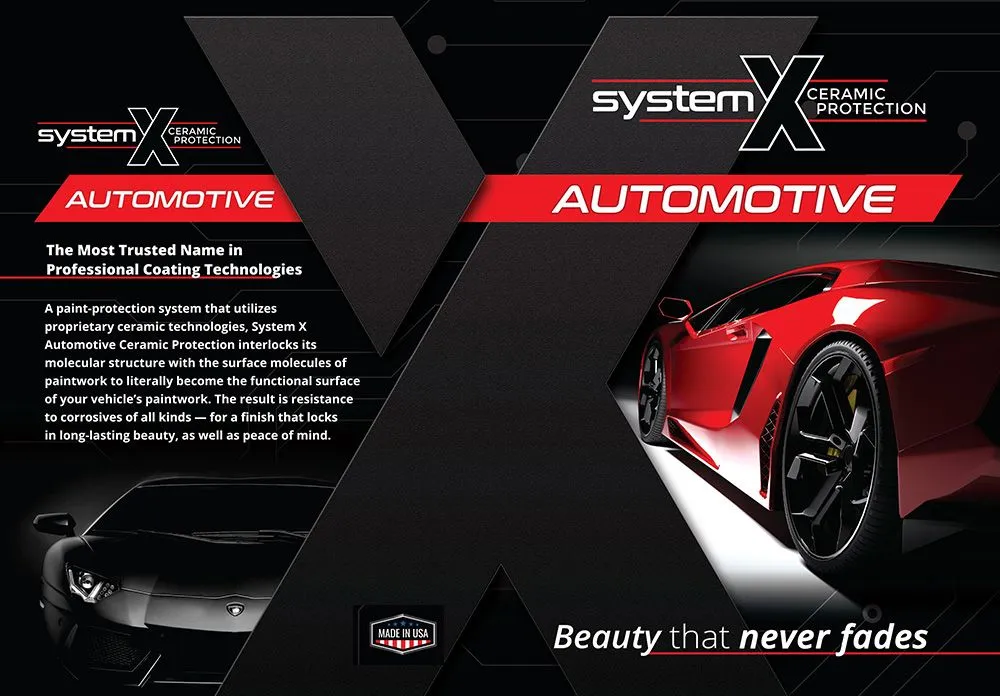 system X CERAMIC
PROTECTION
AUTOMOTIVE
The Most Trusted Name in
Professional Coating Technologies
A paint-protection system that utilizes
proprietary ceramic technologies, System X
Automotive Ceramic Protection interlocks its
molecular structure with the surface molecules of
paintwork to literally become the functional surface
of your vehicle’s paintwork. The result is resistance
to corrosives of all kinds — for a finish that locks
in long-lasting beauty, as well as peace of mind.
MADE IN USA
system X CERAMIC
PROTECTION
AUTOMOTIVE
Beauty that never fades